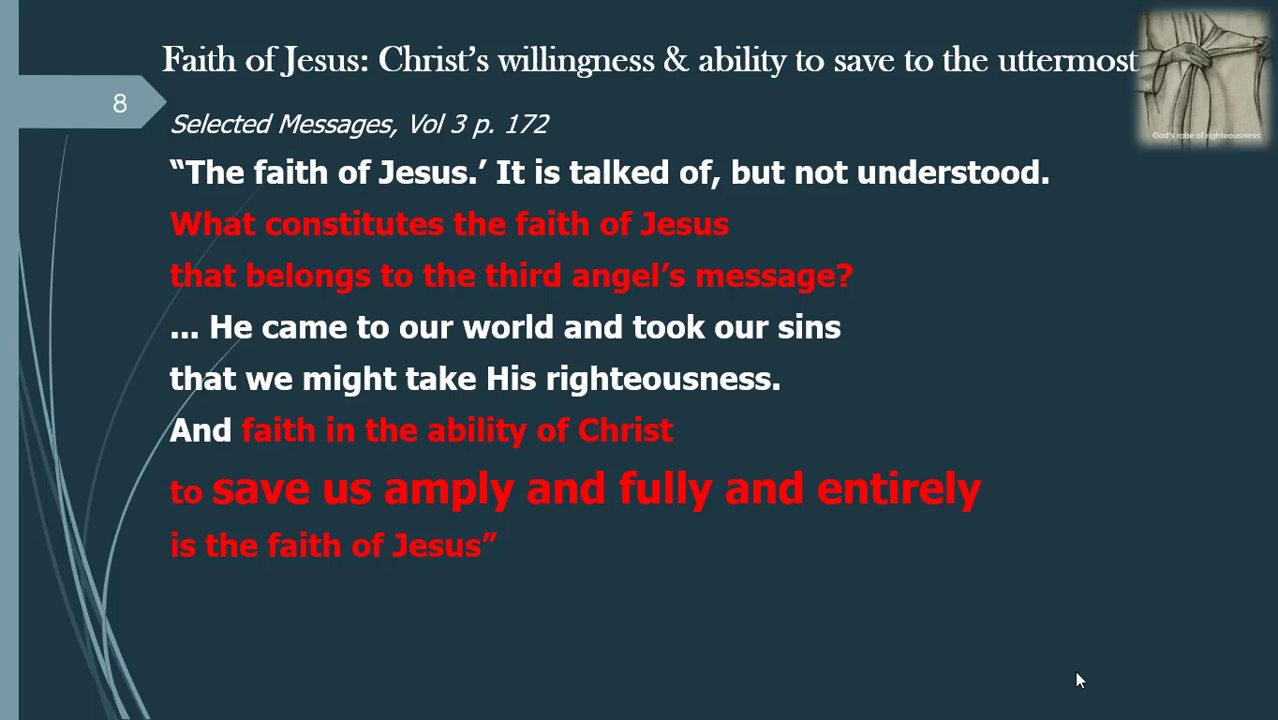 Faith of Jesus: Christ’s willingness & ability to save to the uttermost
God's robe of righteousness
8
Selected Messages, Vol 3 p. 172
“The faith of Jesus.’ It is talked of, but not understood.
What constitutes the faith of Jesus
that belongs to the third angel’s message?
... He came to our world and took our sins
that we might take His righteousness.
And faith in the ability of Christ
to save us amply and fully and entirely
is the faith of Jesus”